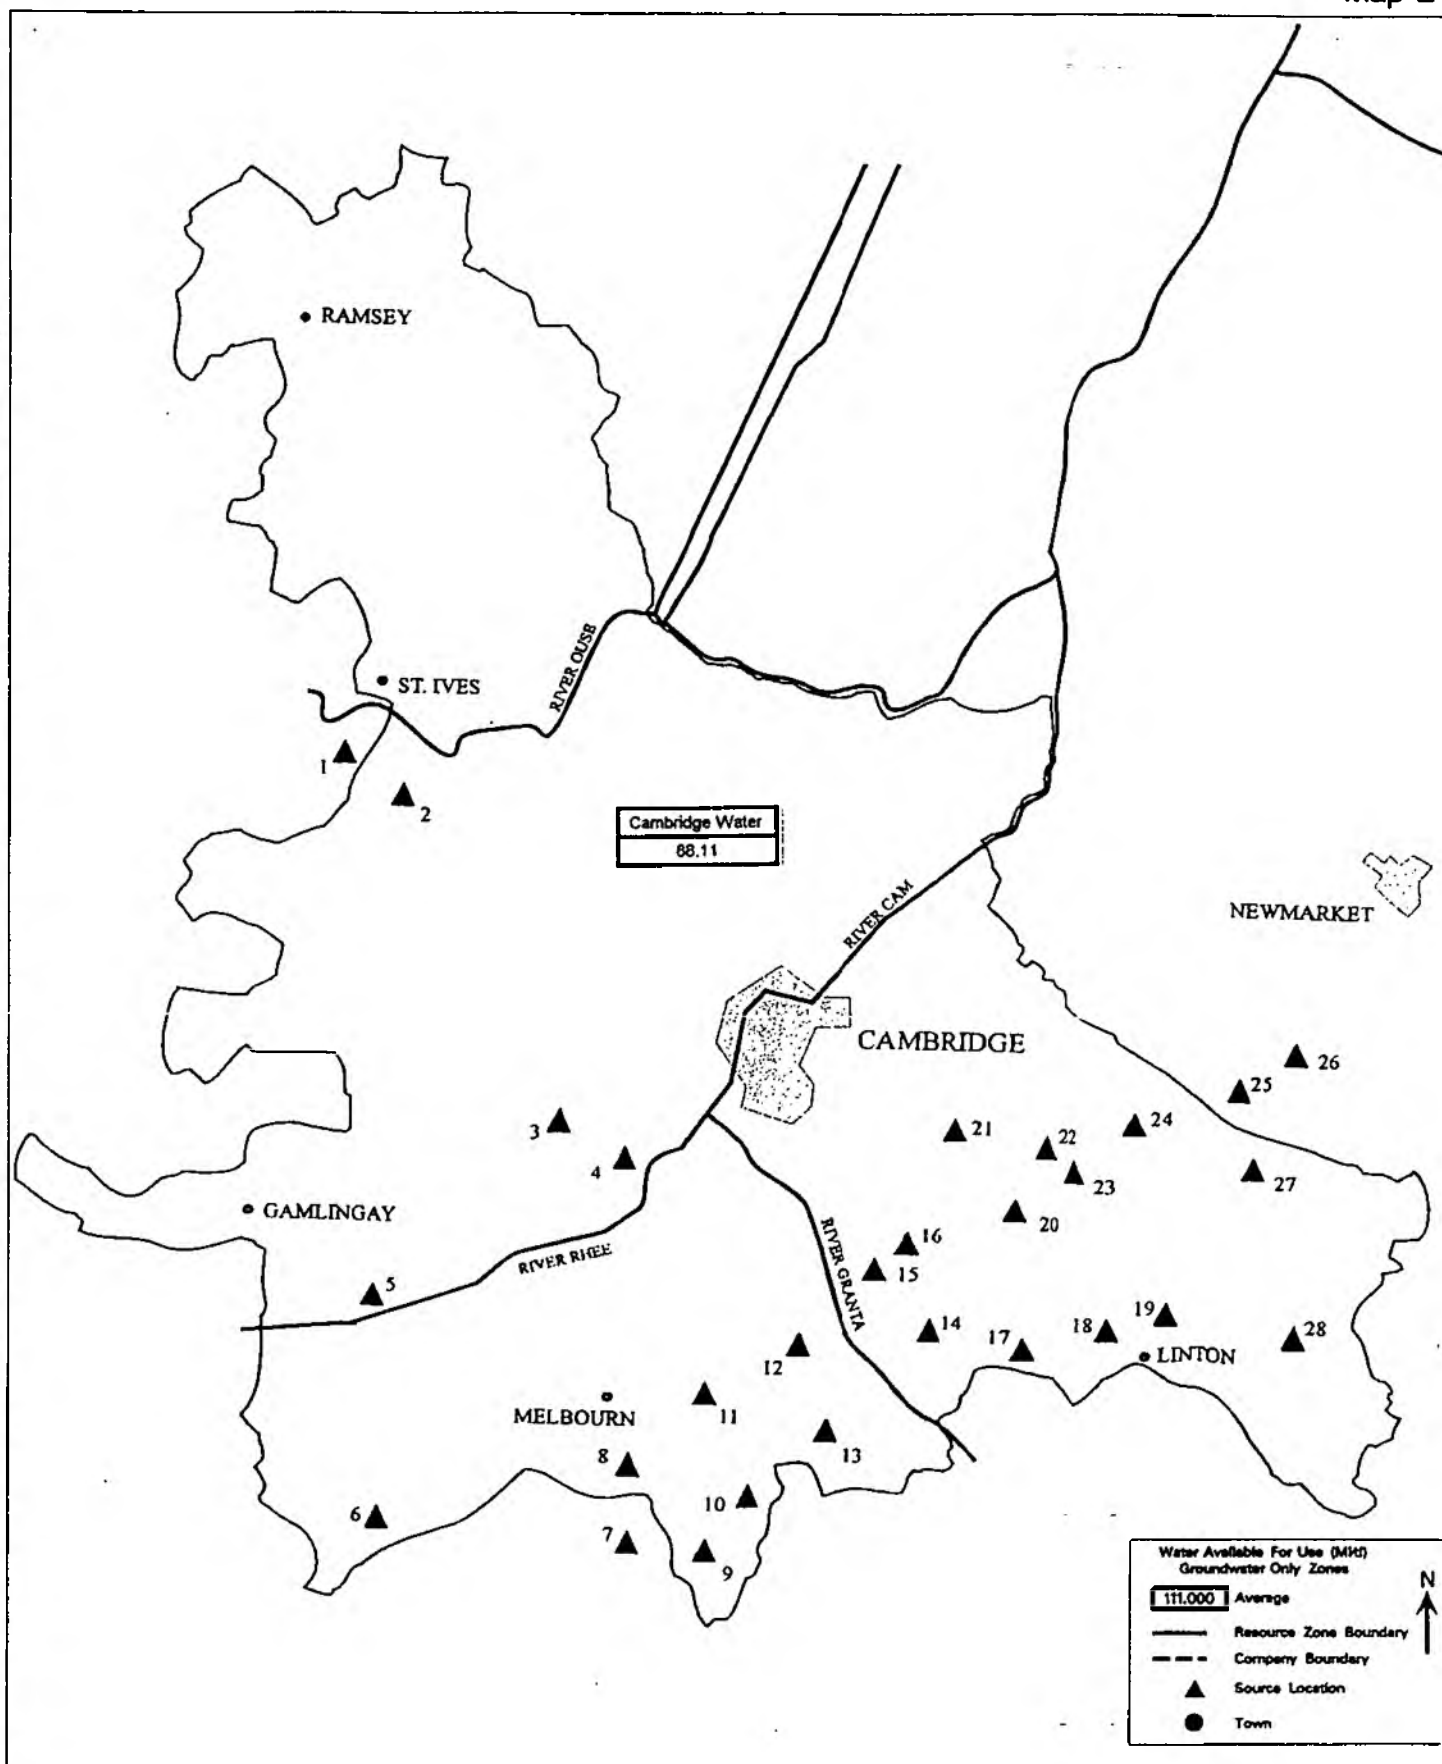 Map
RAMSEY
RIVER OUSE
ST. IVES
1
2
Cambridge Water
88.11
RIVER CAM
NEWMARKET
CAMBRIDGE
26
25
3
21
24
22
4
23
27
GAMLINGAY
20
RIVER RHEE
RIVER GRANTA
16
15
5
14
17
18
19
28
LINTON
12
MELBOURN
11
13
8
10
6
7
9
Water Available For Use (Ml/d)
Groundwater Only Zones
N
111.000 Average
Resource Zone Boundary
Company Boundary
Source Location
Town